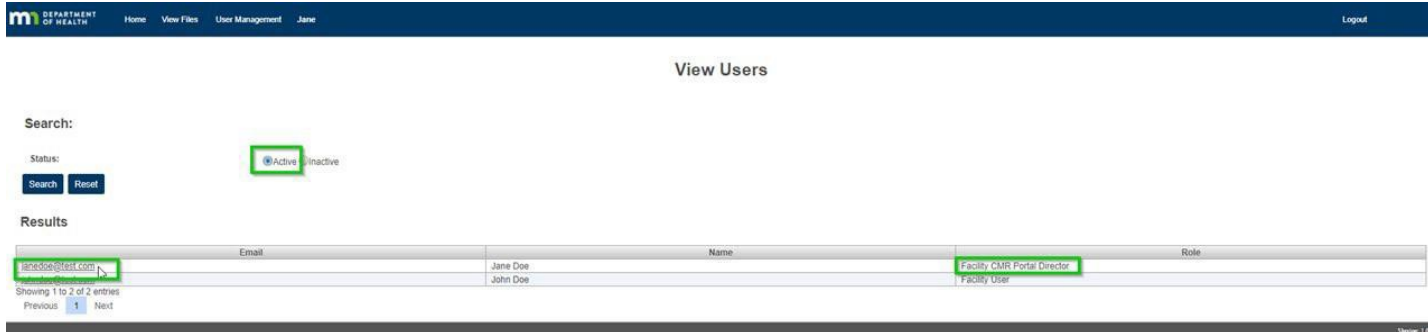 DEPARTMENT
OF HEALTH
Home View Files User Management Jane Logout
View Users
Search:
Status: Active Inactive
Search Reset
Results
Email Name Role
janedoe@test.com Jane Doe Facility CMR Portal Director
John Doe Facility User
Showing 1 to 2 of 2 entries
Previous 1 Next